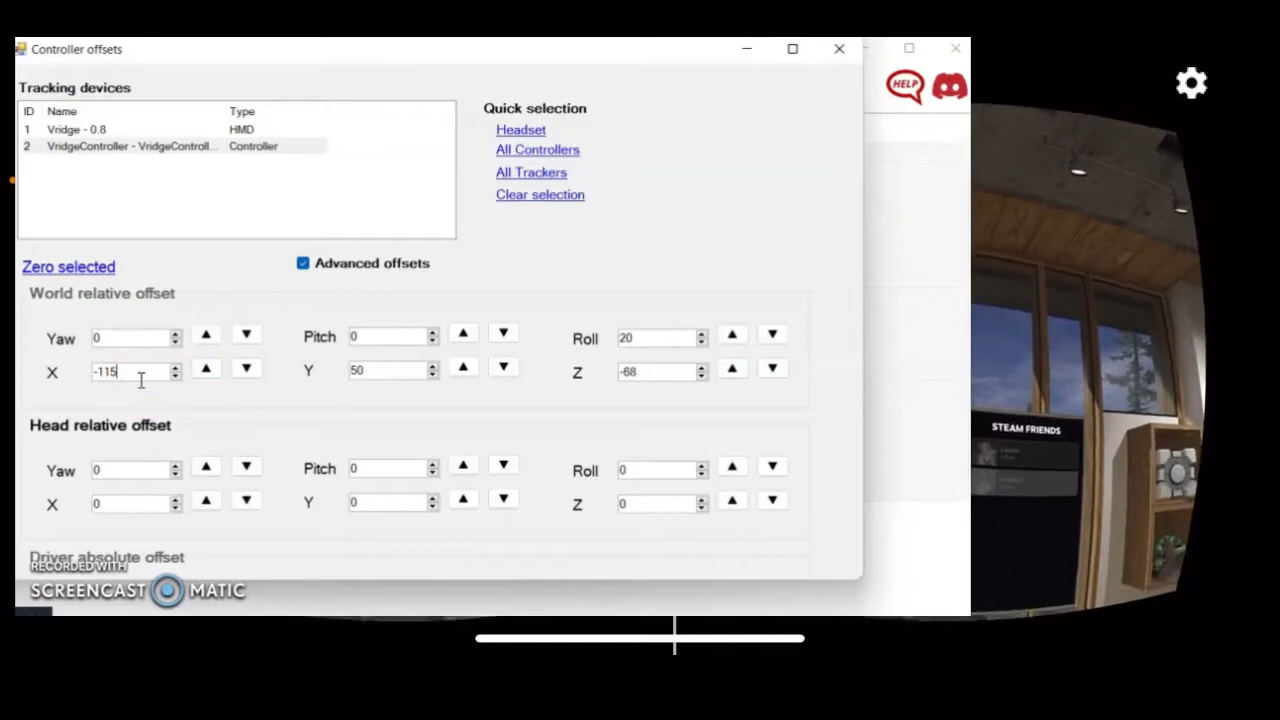 Controller offsets
HELP
Tracking devices
ID Name Type
1 Vridge - 0.8 HMD
2 VridgeController - VridgeControll... Controller
Quick selection
Headset
All Controllers
All Trackers
Clear selection
Zero selected
Advanced offsets
World relative offset
Yaw 0 Pitch 0 Roll 20
X -115 Y 50 Z -68
STEAM FRIENDS
Head relative offset
Yaw 0 Pitch 0 Roll 0
X 0 Y 0 Z 0
Driver absolute offset
RECORDED WITH
SCREENCAST MATIC